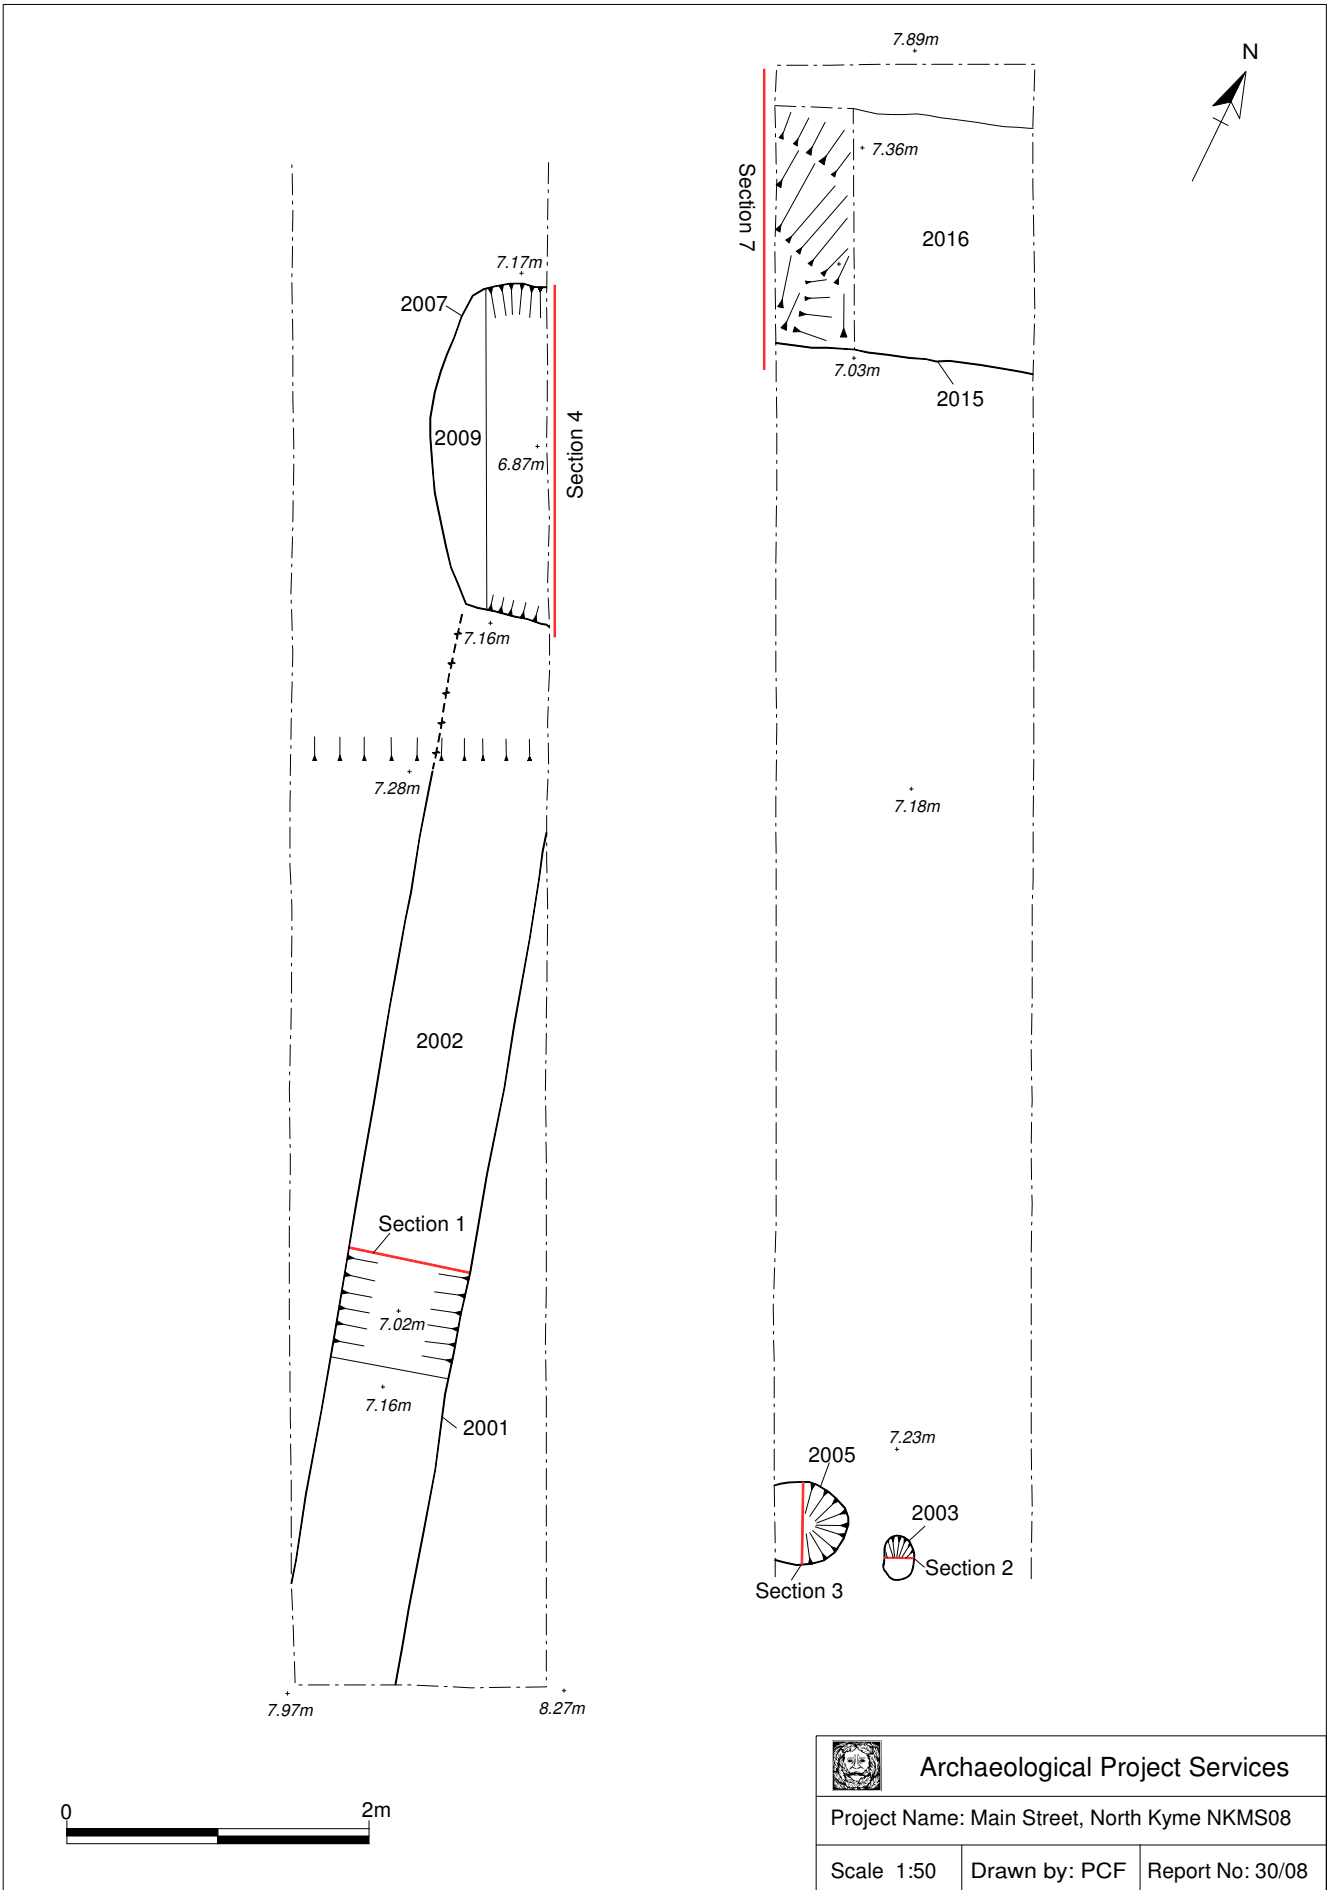 7.89m
N
7.36m
Section 7
2016
7.17m
2007
7.03m
2015
2009
6.87m
Section 4
7.16m
7.28m
7.18m
2002
Section 1
7.02m
7.16m
2001
7.23m
2005
2003
Section 2
Section 3
7.97m
8.27m
0
2m
Archaeological Project Services
Project Name: Main Street, North Kyme NKMS08
Scale 1:50
Drawn by: PCF
Report No: 30/08